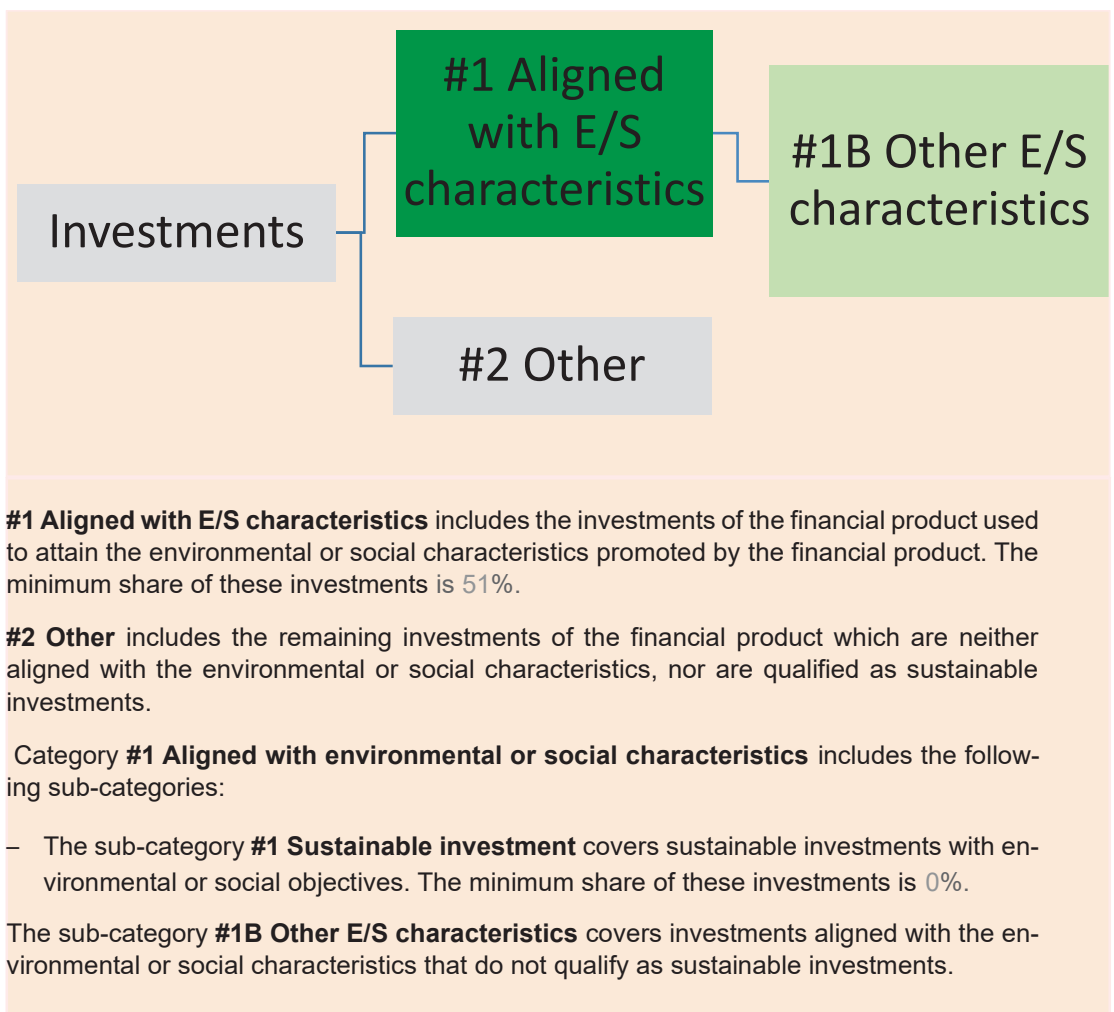 #1 Aligned
with E/S
characteristics
#1B Other E/S
characteristics
Investments
#2 Other
#1 Aligned with E/S characteristics includes the investments of the financial product used
to attain the environmental or social characteristics promoted by the financial product. The
minimum share of these investments is 51%.
#2 Other includes the remaining investments of the financial product which are neither
aligned with the environmental or social characteristics, nor are qualified as sustainable
investments.
Category #1 Aligned with environmental or social characteristics includes the follow-
ing sub-categories:
– The sub-category #1 Sustainable investment covers sustainable investments with en-
vironmental or social objectives. The minimum share of these investments is 0%.
The sub-category #1B Other E/S characteristics covers investments aligned with the en-
vironmental or social characteristics that do not qualify as sustainable investments.